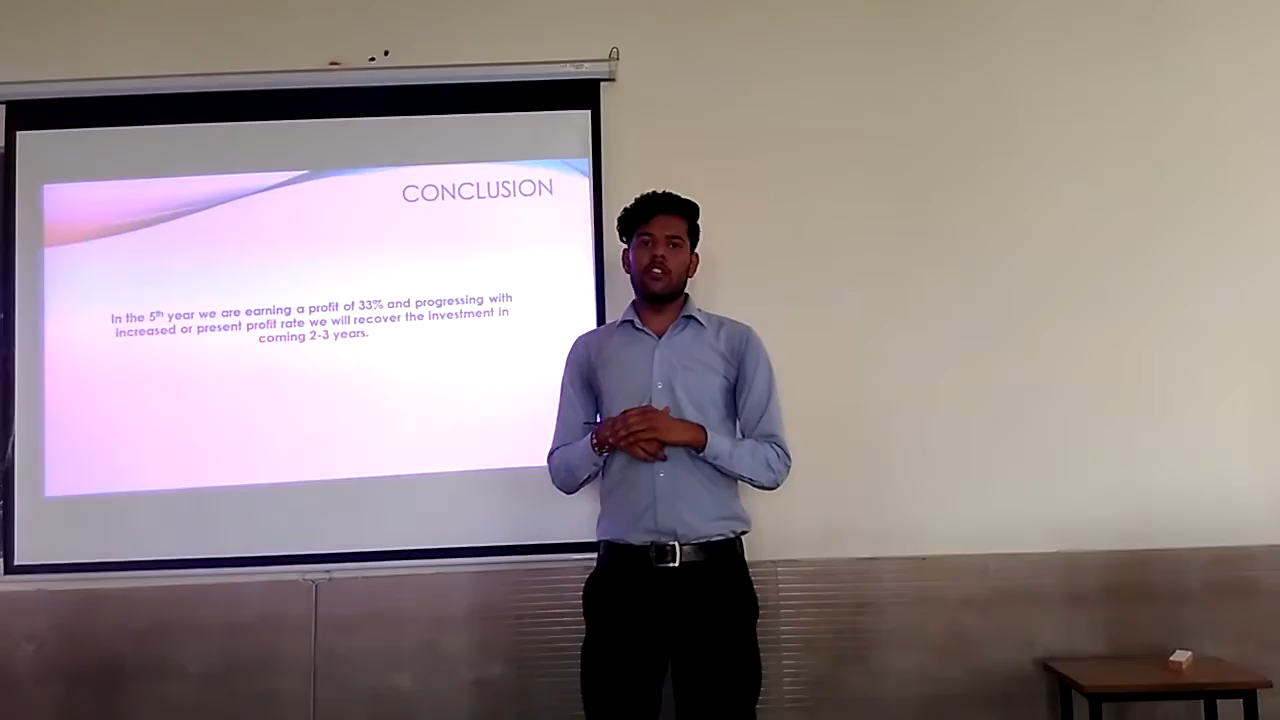 CONCLUSION
In the 5th year we are earning a profit of 33% and progressing with
increased or present profit rate we will recover the investment in
coming 2-3 years.